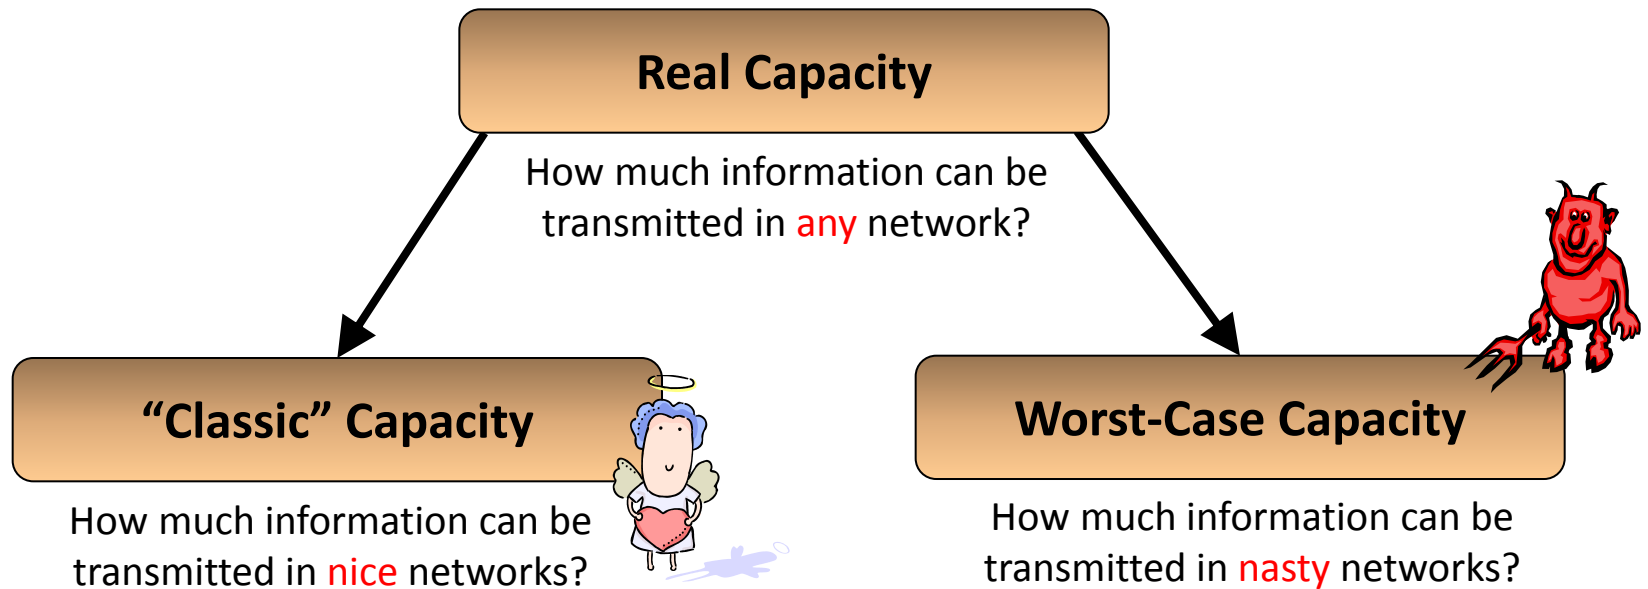 Real Capacity
How much information can be
transmitted in any network?
“Classic” Capacity
How much information can be
transmitted in nice networks?
Worst-Case Capacity
How much information can be
transmitted in nasty networks?